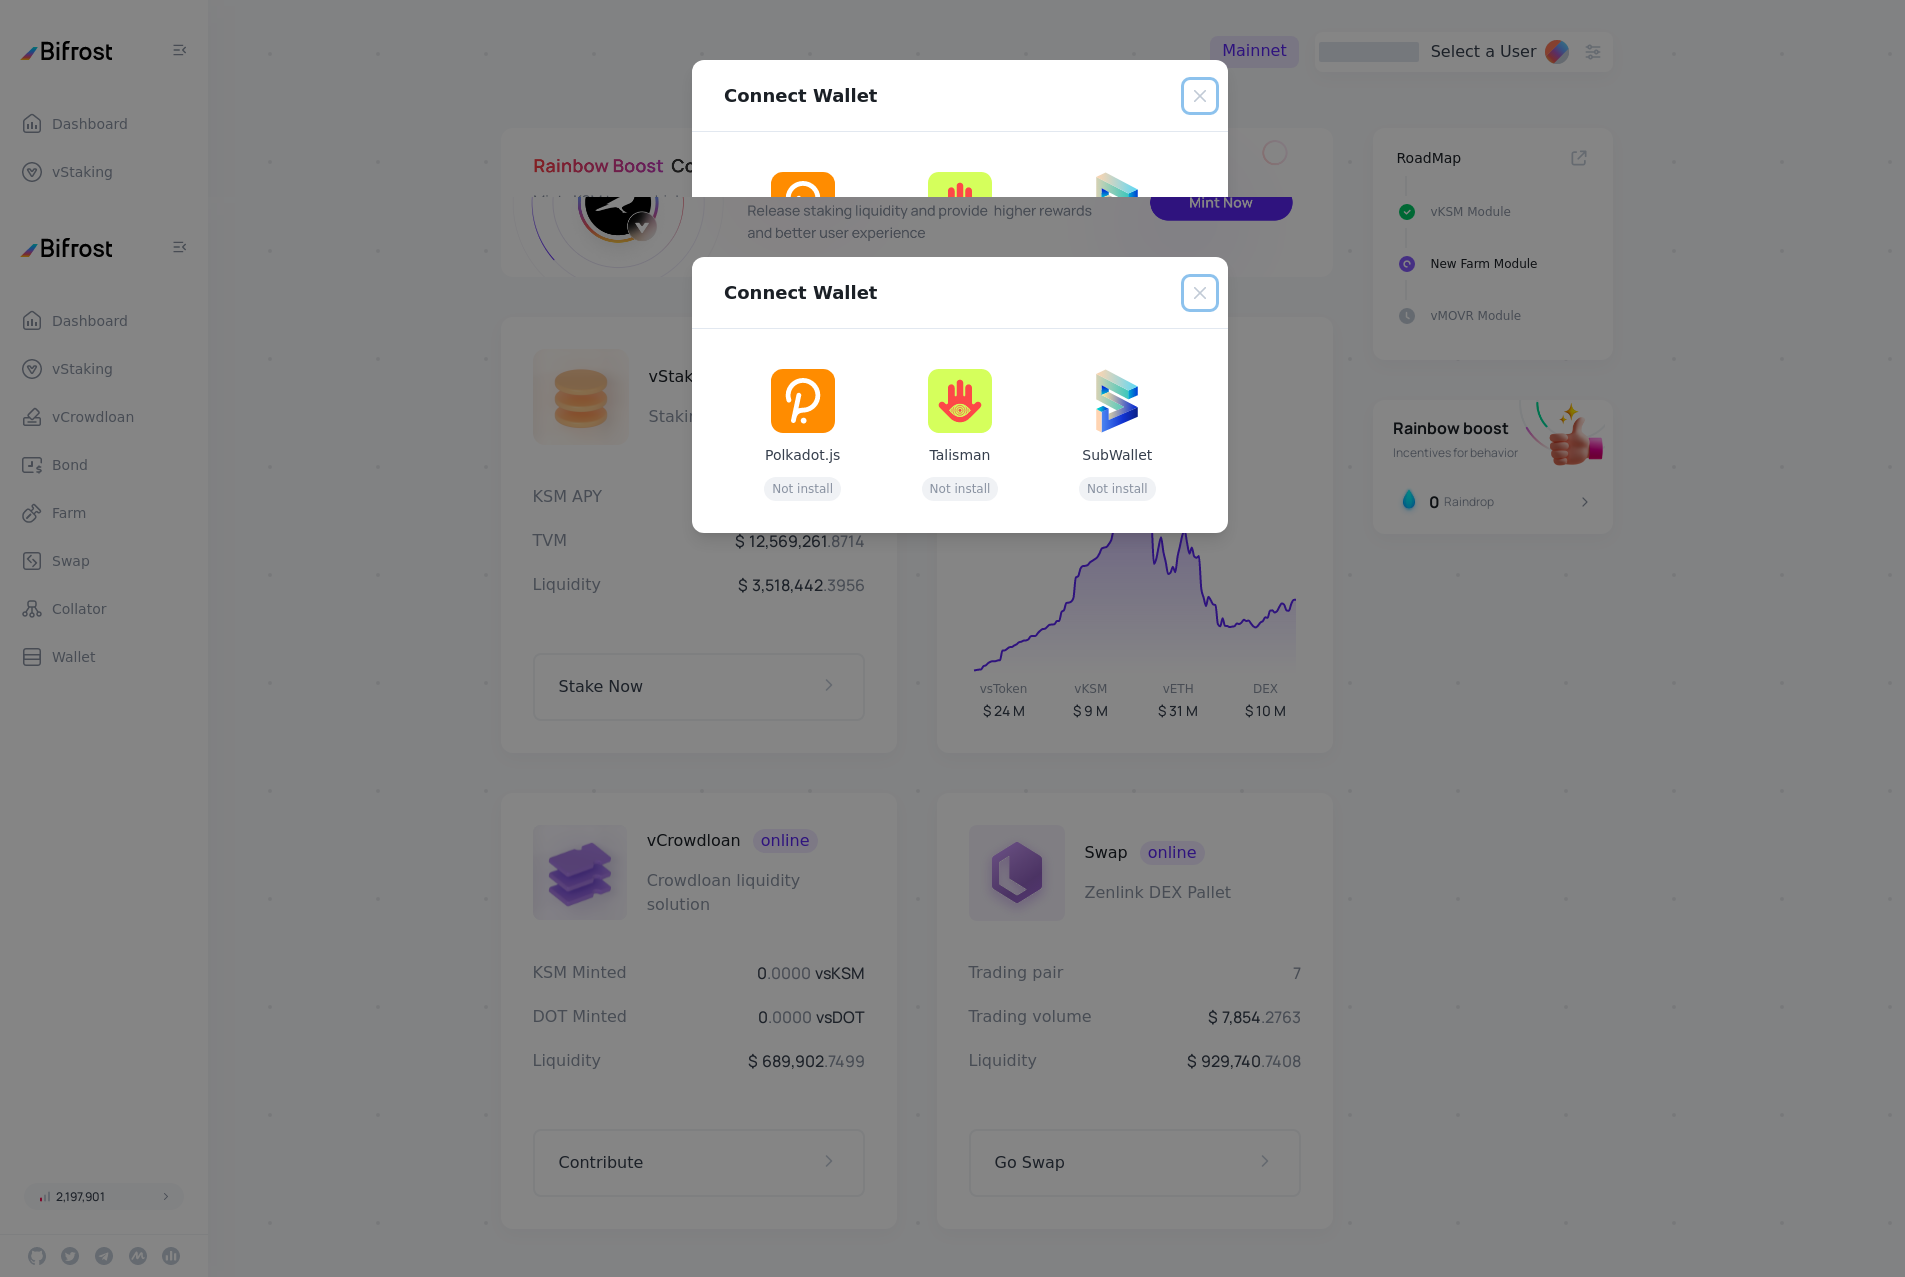 Bifrost
Dashboard
vStaking
Bifrost
Dashboard
vStaking
vCrowdloan
Bond
Farm
Swap
Collator
Wallet
2,197,901
Mainnet
Select a User
Connect Wallet
Rainbow Boost Co
Release staking liquidity and provide higher rewards
and better user experience
Mint Now
Connect Wallet
Polkadot.js
Talisman
SubWallet
Not install
Not install
Not install
vStak
Stakin
KSM APY
TVM
$ 12,569,261.8714
Liquidity
$ 3,518,442.3956
Stake Now
vsToken
vKSM
vETH
DEX
$ 24 M
$ 9 M
$ 31 M
$ 10 M
vCrowdloan
online
Crowdloan liquidity
solution
KSM Minted
0.0000 vsKSM
DOT Minted
0.0000 vsDOT
Liquidity
$ 689,902.7499
Contribute
Swap
online
Zenlink DEX Pallet
Trading pair
7
Trading volume
$ 7,854.2763
Liquidity
$ 929,740.7408
Go Swap
RoadMap
vKSM Module
New Farm Module
vMOVR Module
Rainbow boost
Incentives for behavior
0 Raindrop